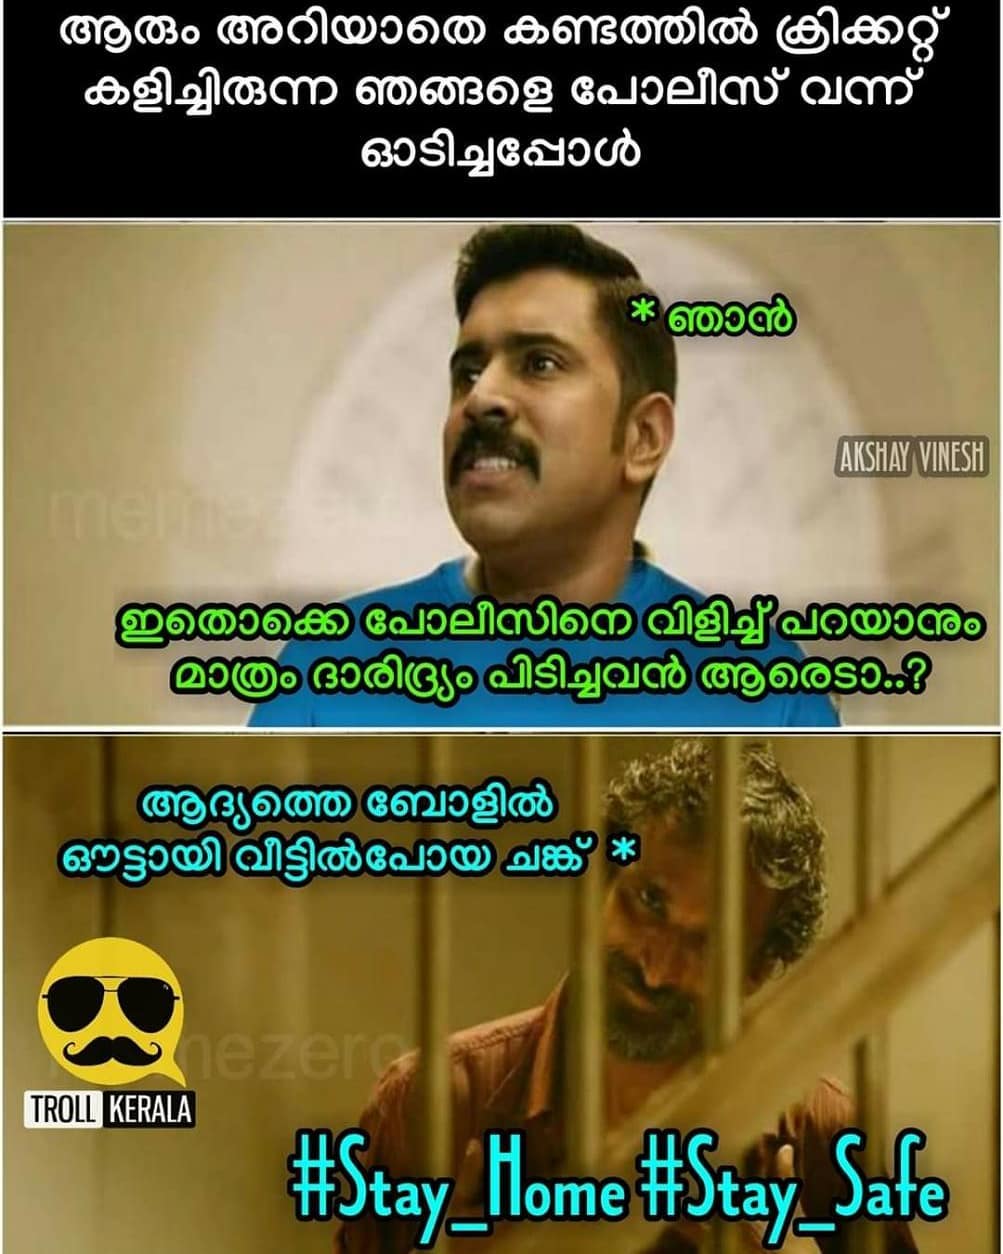 ആരും അറിയാതെ കണ്ടത്തിൽ ക്രിക്കറ്റ്
കളിച്ചിരുന്ന ഞങ്ങളെ പോലീസ് വന്ന്
ഓടിച്ചപ്പോൾ
* ഞാൻ
AKSHAY VINESH
memezero
ഇതൊക്കെ പോലീസിനെ വിളിച്ച് പറയാനും
മാത്രം ദാരിദ്ര്യം പിടിച്ചവൻ ആരെടാ..?
ആദ്യത്തെ ബോളിൽ
ഔട്ടായി വീട്ടിൽപോയ ചങ്ക് *
memezero
TROLL KERALA
#Stay_Home #Stay_Safe